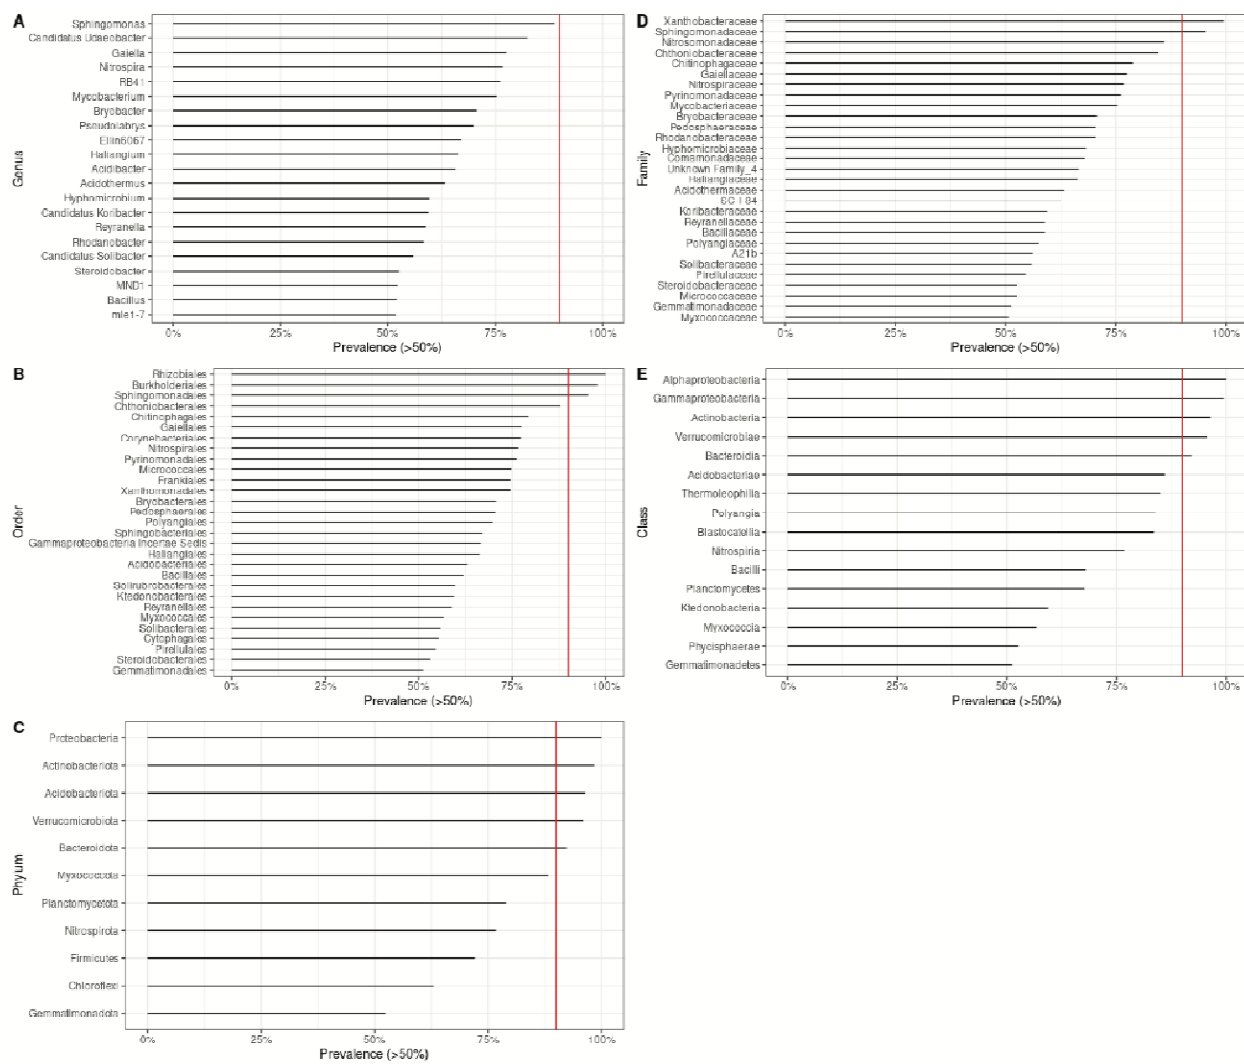 A
Genus
Sphingomonas
Candidatus Udaeobacter
Gaiella
Nitrospira
RB41
Mycobacterium
Bryobacter
Pseudolabrys
Ellin6067
Haliangium
Acidibacter
Acidothermus
Hyphomicrobium
Candidatus Koribacter
Reyranella
Rhodanobacter
Candidatus Solibacter
Steroidobacter
MND1
Bacillus
mle1-7
0% 25% 50% 75% 100%
Prevalence (>50%)
D
Family
Xanthobacteraceae
Sphingomonadaceae
Nitrosomonadaceae
Chthoniobacteraceae
Chitinophagaceae
Gaiellaceae
Nitrospiraceae
Pyrinomonadaceae
Mycobacteriaceae
Bryobacteraceae
Pedosphaeraceae
Rhodanobacteraceae
Hyphomicrobiaceae
Comamonadaceae
Unknown Family_4
Haliangiaceae
Acidothermaceae
SC-I-84
Koribacteraceae
Reyranellaceae
Bacillaceae
Polyangiaceae
A21b
Solibacteraceae
Pirellulaceae
Steroidobacteraceae
Micrococcaceae
Gemmatimonadaceae
Myxococcaceae
0% 25% 50% 75% 100%
Prevalence (>50%)
B
Order
Rhizobiales
Burkholderiales
Sphingomonadales
Chthoniobacterales
Chitinophagales
Gaiellales
Corynebacteriales
Nitrospirales
Pyrinomonadales
Micrococcales
Frankiales
Xanthomonadales
Bryobacterales
Pedosphaerales
Polyangiales
Sphingobacteriales
Gammaproteobacteria Incertae Sedis
Haliangiales
Acidobacteriales
Bacillales
Solirubrobacterales
Ktedonobacterales
Reyranellales
Myxococcales
Solibacterales
Cytophagales
Pirellulales
Steroidobacterales
Gemmatimonadales
0% 25% 50% 75% 100%
Prevalence (>50%)
E
Class
Alphaproteobacteria
Gammaproteobacteria
Actinobacteria
Verrucomicrobiae
Bacteroidia
Acidobacteriae
Thermoleophilia
Polyangia
Blastocatellia
Nitrospiria
Bacilli
Planctomycetes
Ktedonobacteria
Myxococcia
Phycisphaerae
Gemmatimonadetes
0% 25% 50% 75% 100%
Prevalence (>50%)
C
Phylum
Proteobacteria
Actinobacteriota
Acidobacteriota
Verrucomicrobiota
Bacteroidota
Myxococcota
Planctomycetota
Nitrospirota
Firmicutes
Chloroflexi
Gemmatimonadota
0% 25% 50% 75% 100%
Prevalence (>50%)